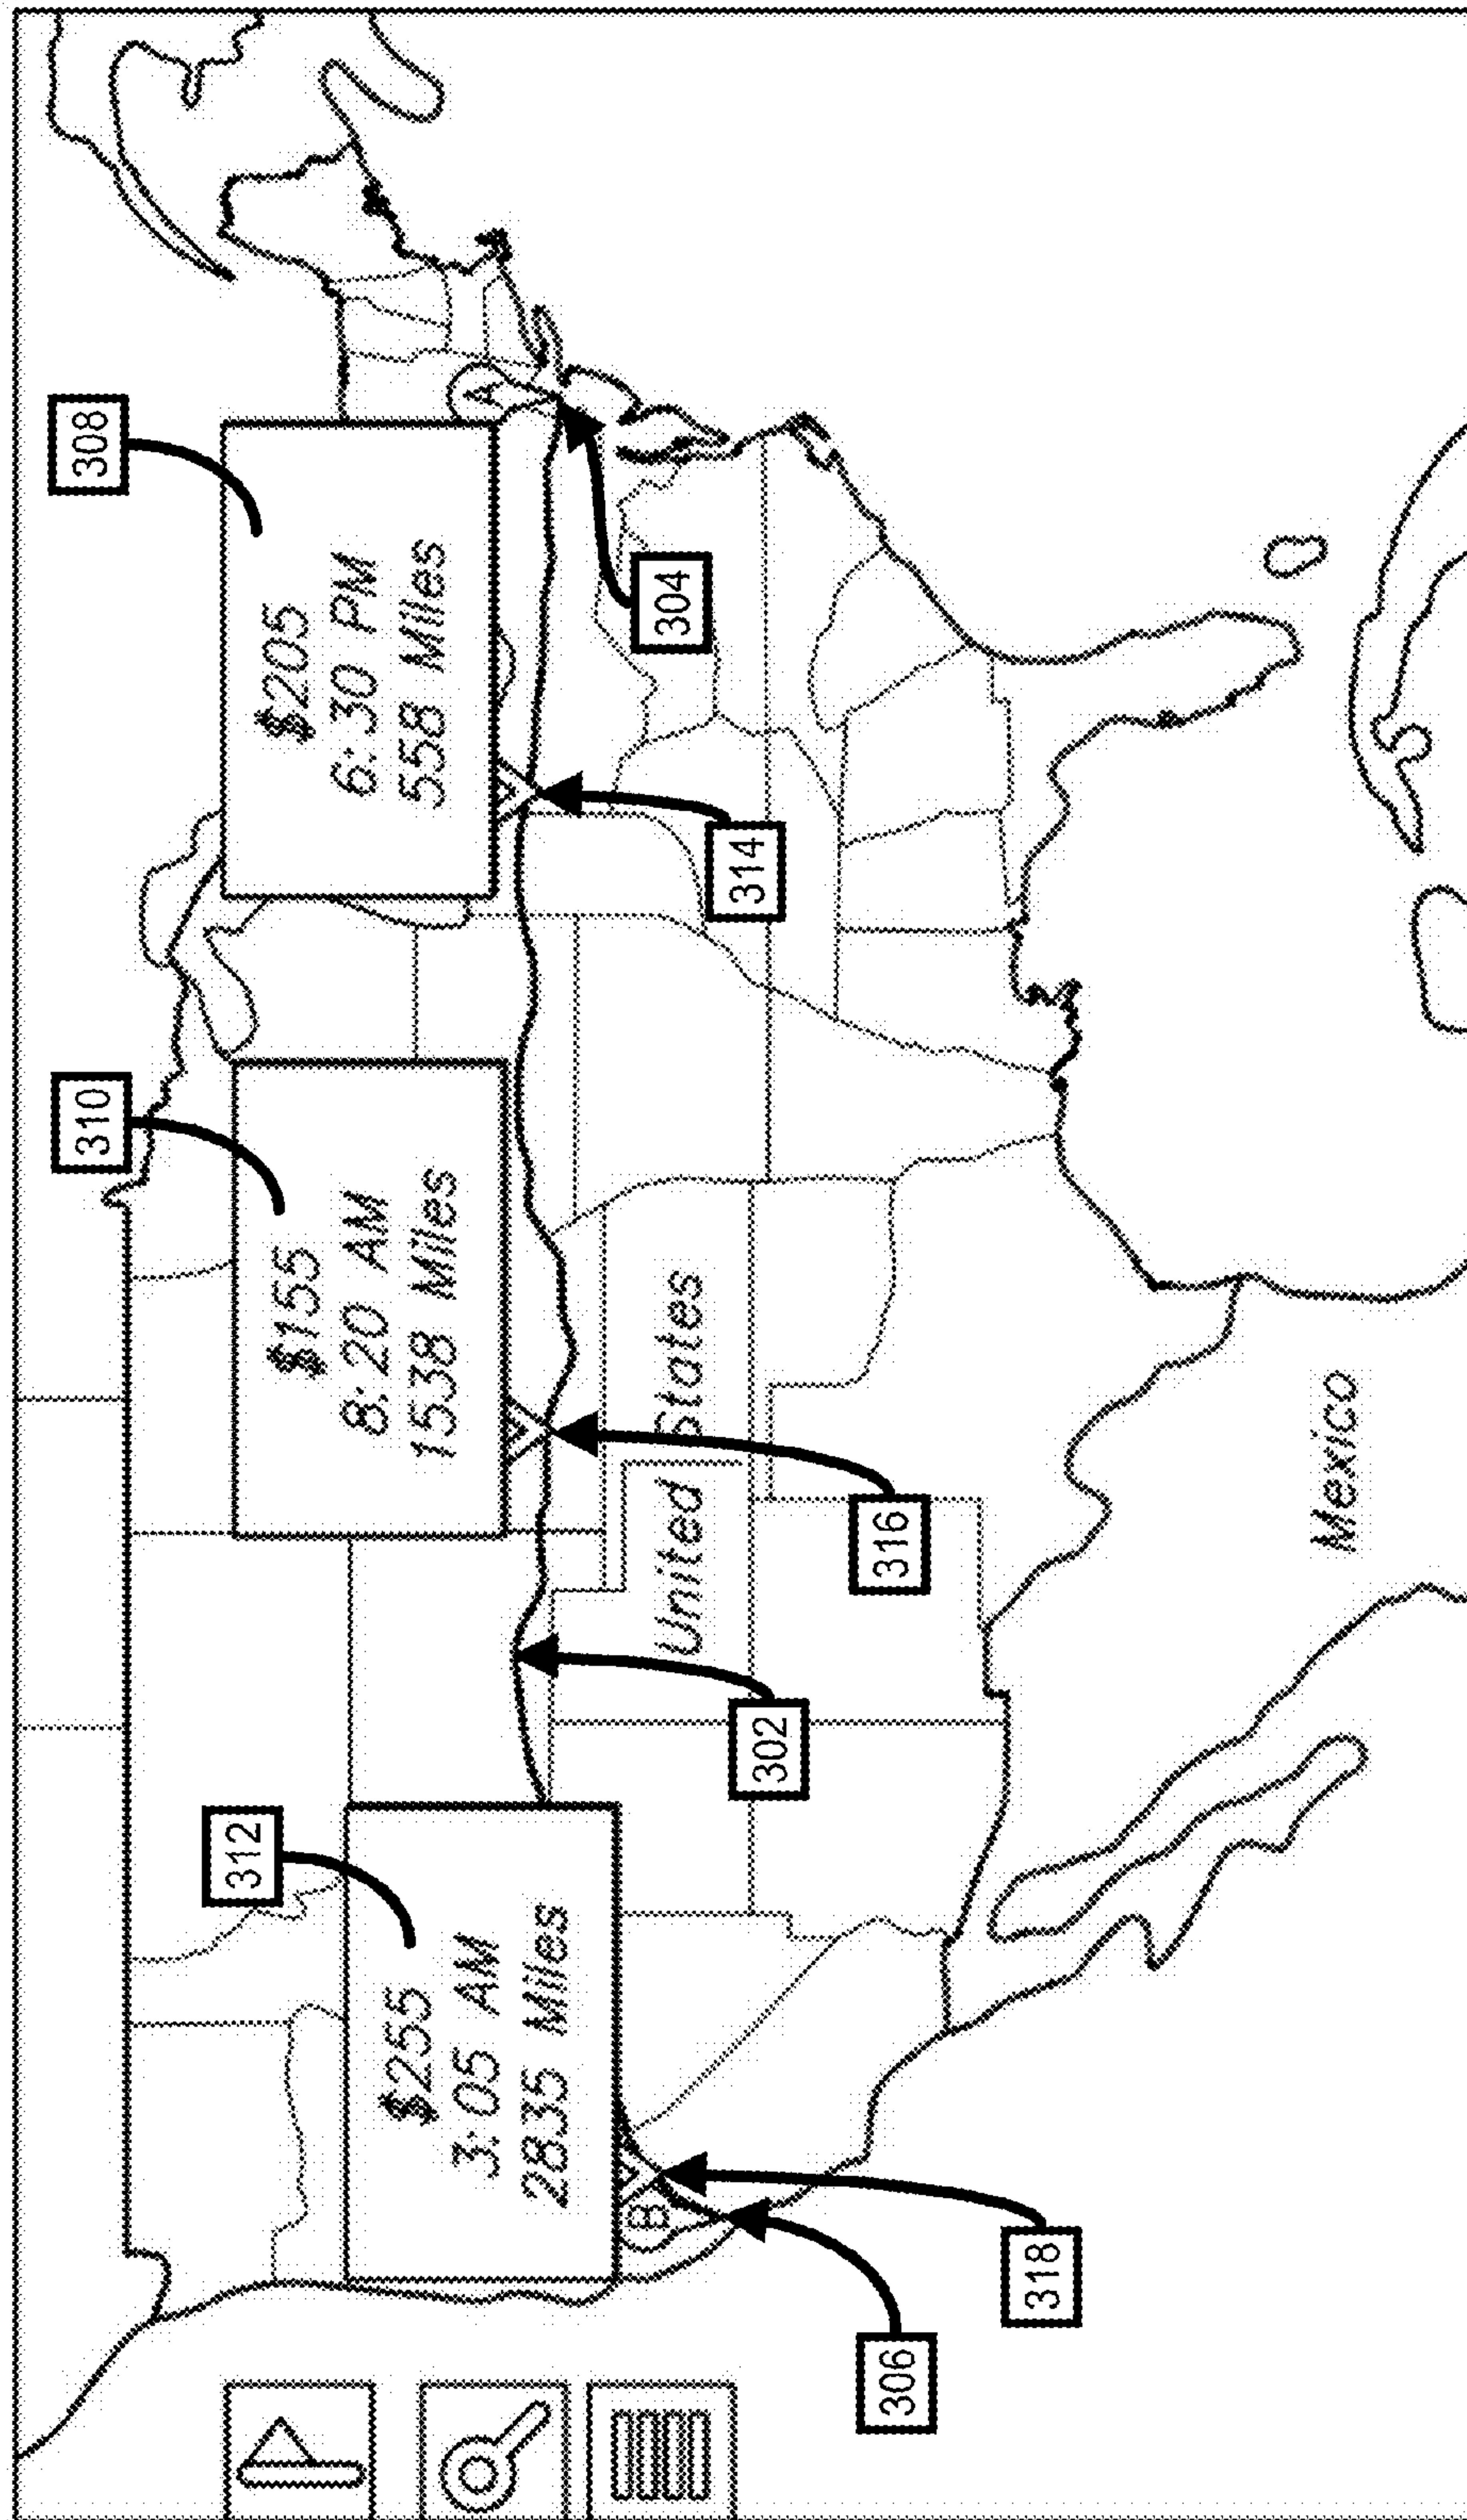 308
310
312
$205
6:30 PM
558 Miles
$155
8:20 AM
1538 Miles
$255
3:05 AM
2835 Miles
A
B
304
314
316
302
318
306
United States
Mexico